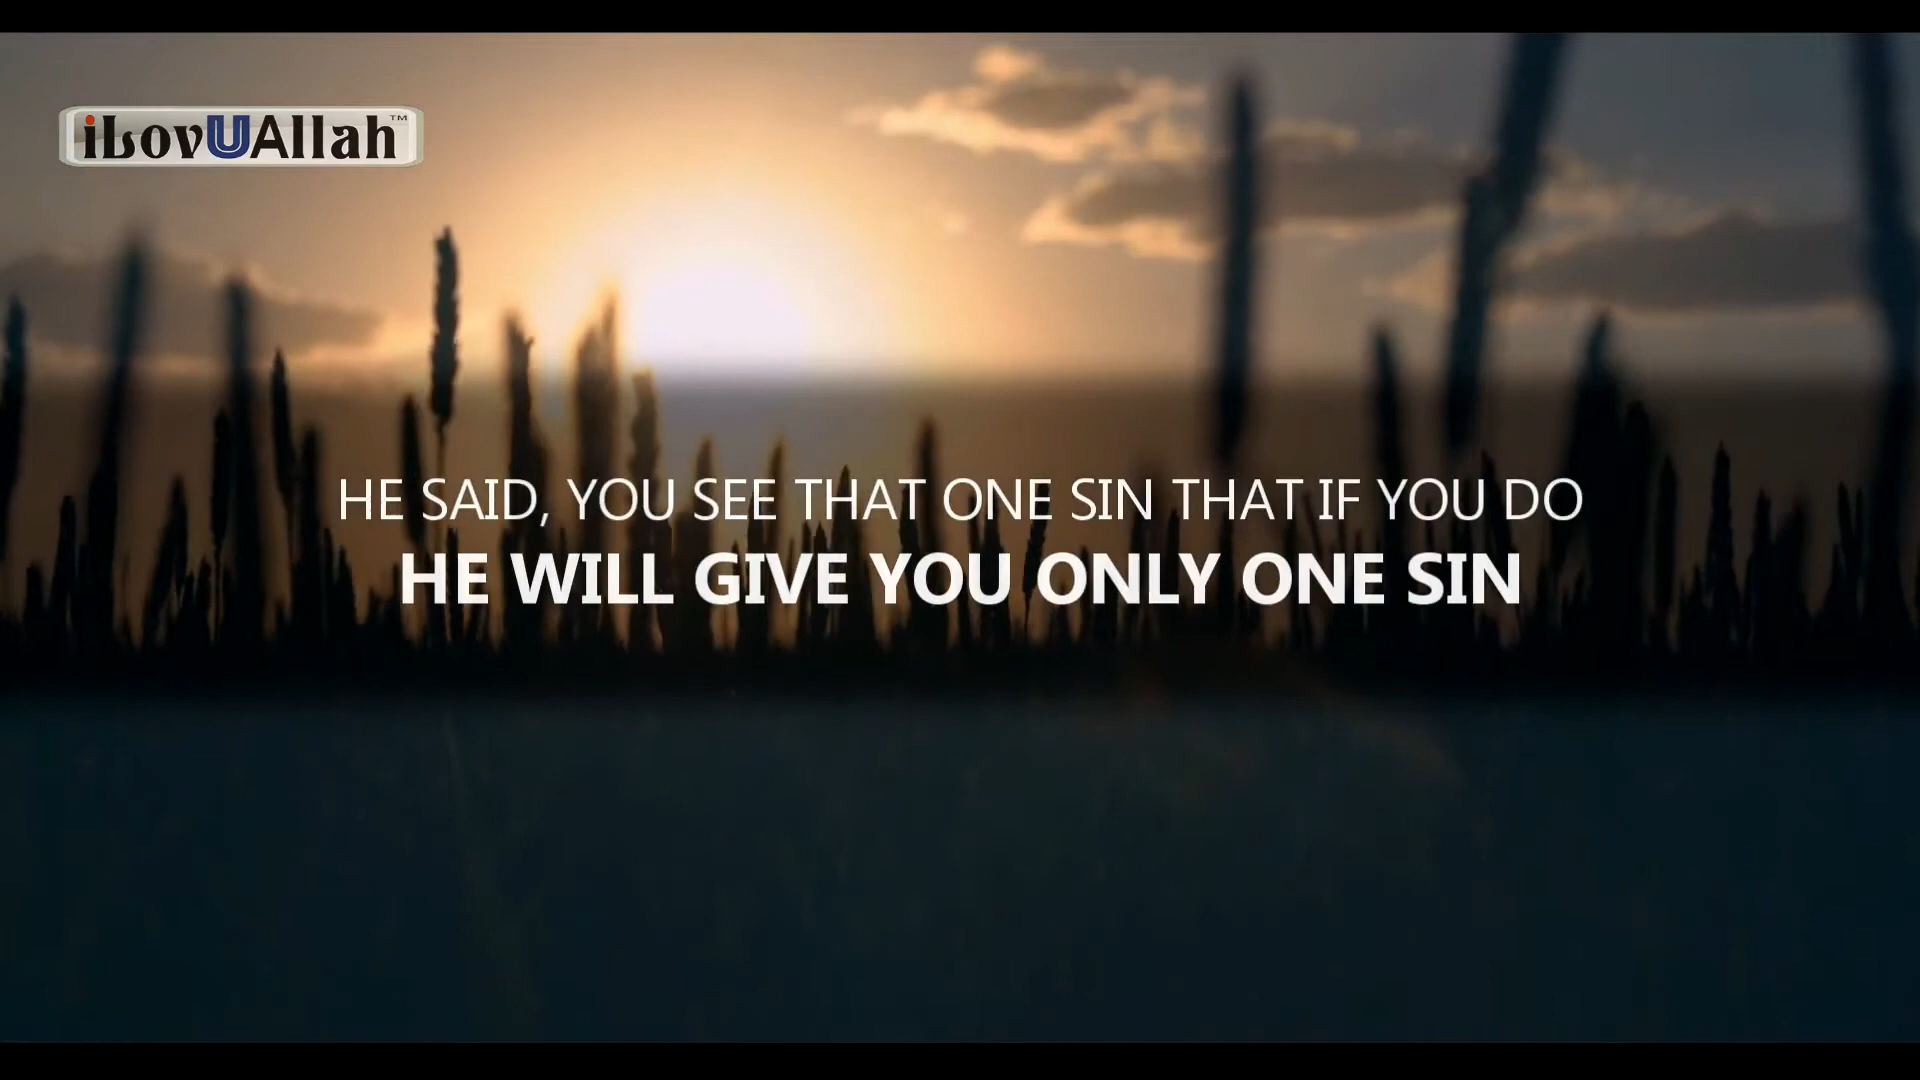 iLovUAllah™
HE SAID, YOU SEE THAT ONE SIN THAT IF YOU DO
HE WILL GIVE YOU ONLY ONE SIN